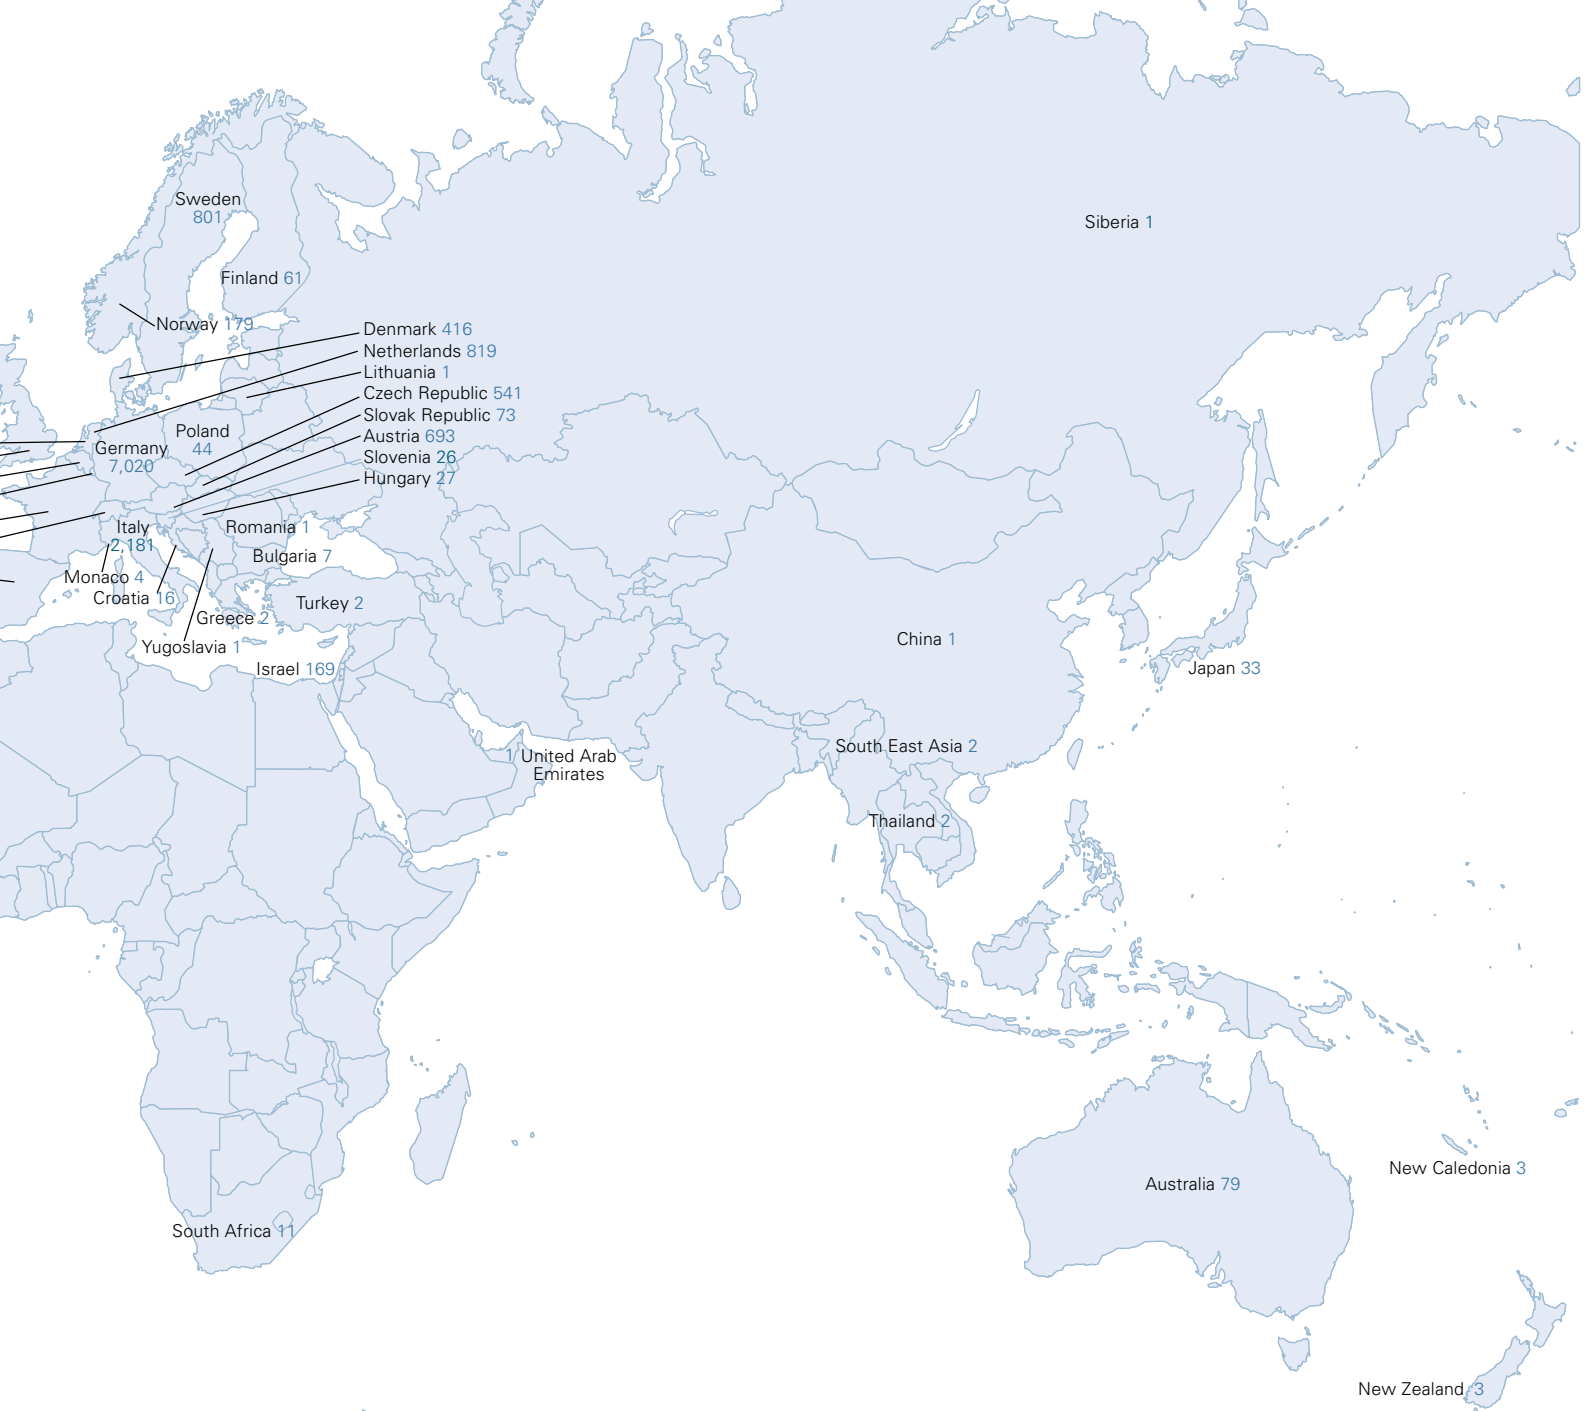 Sweden
801
Siberia 1
Finland 61
Norway 179
Denmark 416
Netherlands 819
Lithuania 1
Czech Republic 541
Slovak Republic 73
Austria 693
Slovenia 26
Hungary 27
Poland
44
Germany
7,020
Italy
2,181
Romania 1
Bulgaria 7
Monaco 4
Croatia 16
Turkey 2
Greece 2
Yugoslavia 1
Israel 169
China 1
Japan 33
South East Asia 2
1 United Arab
Emirates
Thailand 2
New Caledonia 3
Australia 79
South Africa 11
New Zealand 3